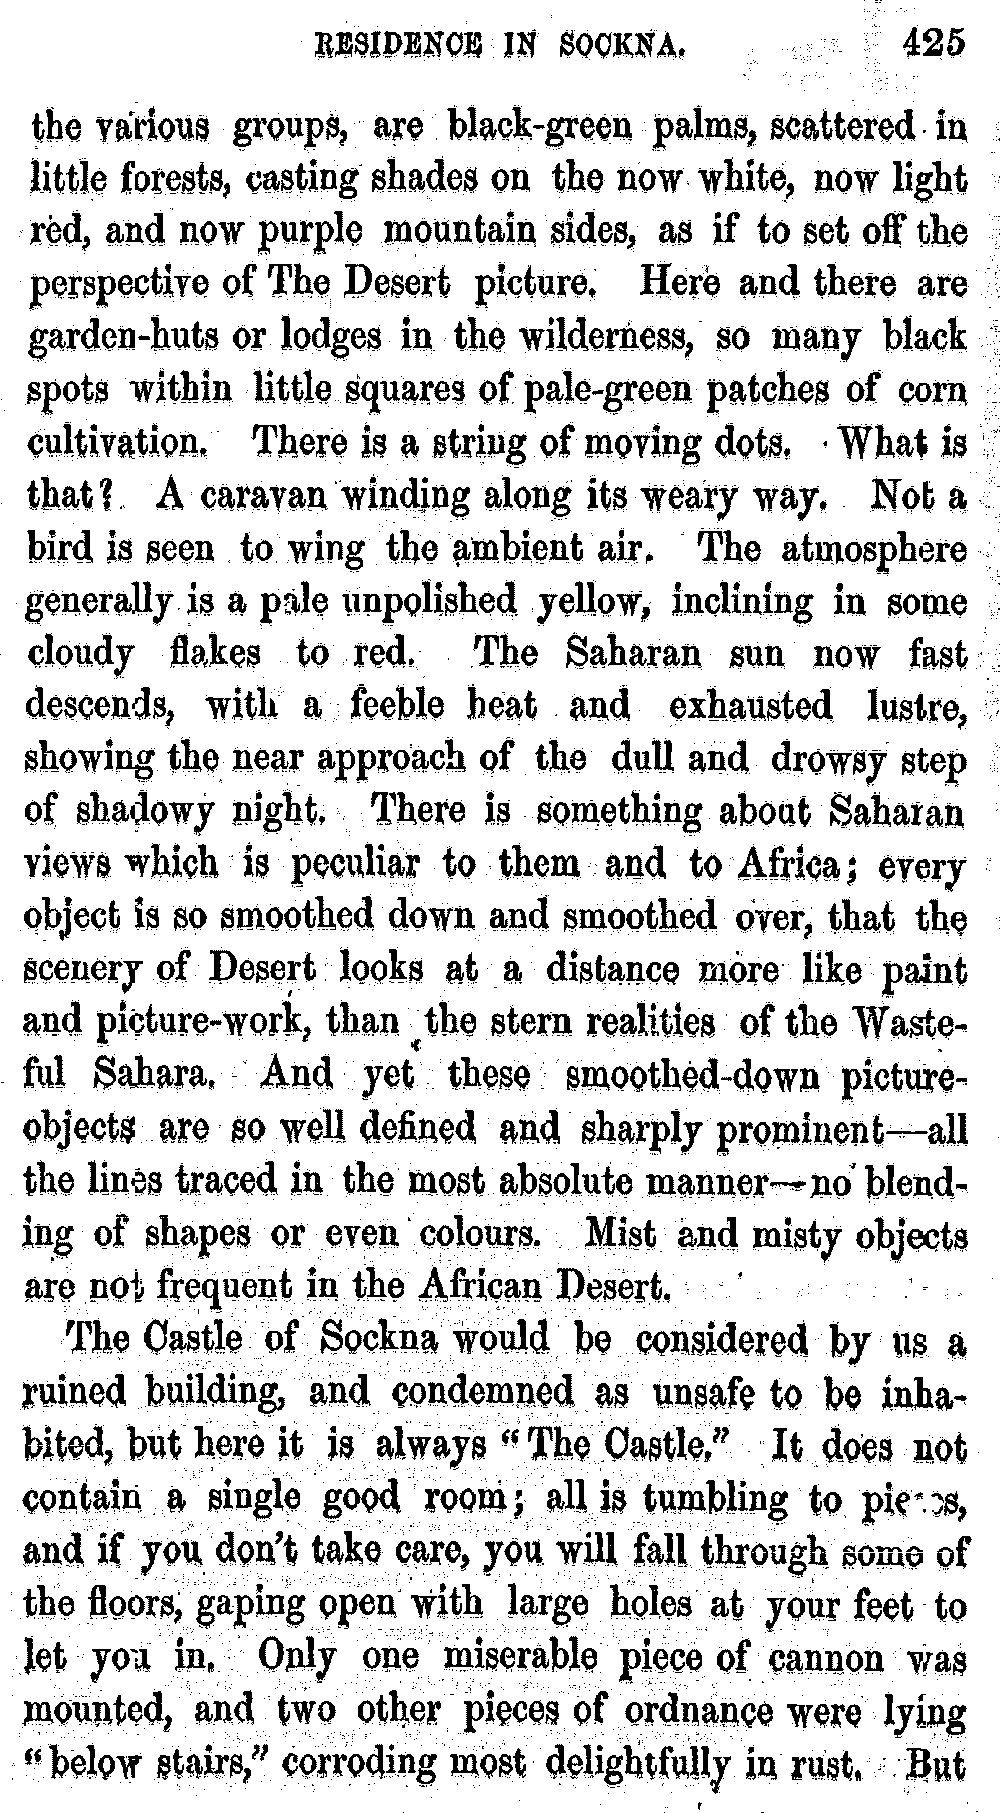 RESIDENCE IN SOCKNA. 425
the various groups, are black-green palms, scattered in
little forests, casting shades on the now white, now light
red, and now purple mountain sides, as if to set off the
perspective of The Desert picture. Here and there are
garden-huts or lodges in the wilderness, so many black
spots within little squares of pale-green patches of corn
cultivation. There is a string of moving dots. What is
that? A caravan winding along its weary way. Not a
bird is seen to wing the ambient air. The atmosphere
generally is a pale unpolished yellow, inclining in some
cloudy flakes to red. The Saharan sun now fast
descends, with a feeble heat and exhausted lustre,
showing the near approach of the dull and drowsy step
of shadowy night. There is something about Saharan
views which is peculiar to them and to Africa; every
object is so smoothed down and smoothed over, that the
scenery of Desert looks at a distance more like paint
and picture-work, than the stern realities of the Waste-
ful Sahara. And yet these smoothed-down picture-
objects are so well defined and sharply prominent—all
the lines traced in the most absolute manner—no blend-
ing of shapes or even colours. Mist and misty objects
are not frequent in the African Desert.
The Castle of Sockna would be considered by us a
ruined building, and condemned as unsafe to be inha-
bited, but here it is always "The Castle." It does not
contain a single good room; all is tumbling to pieces,
and if you don't take care, you will fall through some of
the floors, gaping open with large holes at your feet to
let you in. Only one miserable piece of cannon was
mounted, and two other pieces of ordnance were lying
"below stairs," corroding most delightfully in rust. But